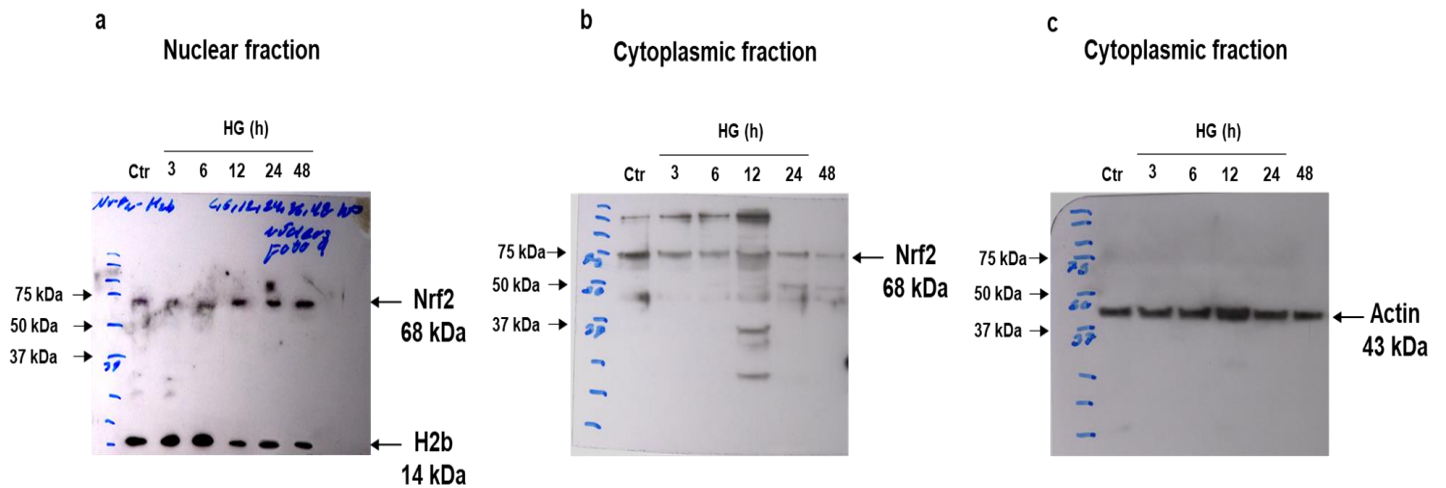 a
Nuclear fraction
HG (h)
Ctr 3 6 12 24 48
75 kDa
50 kDa
37 kDa
Nrf2
68 kDa
H2b
14 kDa
b
Cytoplasmic fraction
HG (h)
Ctr 3 6 12 24 48
75 kDa
50 kDa
37 kDa
Nrf2
68 kDa
c
Cytoplasmic fraction
HG (h)
Ctr 3 6 12 24 48
75 kDa
50 kDa
37 kDa
75
50
37
Actin
43 kDa